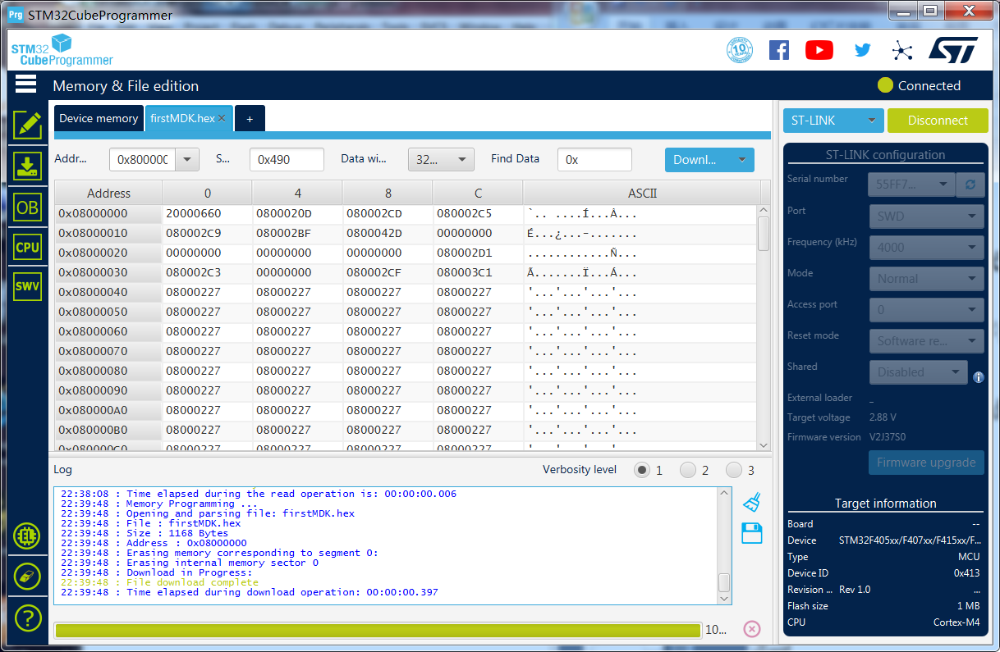 Prg STM32CubeProgrammer
STM32
CubeProgrammer
10 YEARS
Memory & File edition
Connected
Device memory firstMDK.hex +
ST-LINK Disconnect
Addr... 0x800000 S... 0x490 Data wi... 32... Find Data 0x Downl...
Address 0 4 8 C ASCII
0x08000000 20000660 0800020D 080002CD 080002C5 `.. ....Í...Å...
0x08000010 080002C9 080002BF 0800042D 00000000 É...¿...-.......
0x08000020 00000000 00000000 00000000 080002D1 ............Ñ...
0x08000030 080002C3 00000000 080002CF 080003C1 Ã.......Ï...Á...
0x08000040 08000227 08000227 08000227 08000227 '...'...'...'...
0x08000050 08000227 08000227 08000227 08000227 '...'...'...'...
0x08000060 08000227 08000227 08000227 08000227 '...'...'...'...
0x08000070 08000227 08000227 08000227 08000227 '...'...'...'...
0x08000080 08000227 08000227 08000227 08000227 '...'...'...'...
0x08000090 08000227 08000227 08000227 08000227 '...'...'...'...
0x080000A0 08000227 08000227 08000227 08000227 '...'...'...'...
0x080000B0 08000227 08000227 08000227 08000227 '...'...'...'...
0x080000C0 08000227 08000227 08000227 08000227
OB
CPU
SWV
Log
Verbosity level 1 2 3
22:38:08 : Time elapsed during the read operation is: 00:00:00.006
22:39:48 : Memory Programming ...
22:39:48 : Opening and parsing file: firstMDK.hex
22:39:48 : File : firstMDK.hex
22:39:48 : Size : 1168 Bytes
22:39:48 : Address : 0x08000000
22:39:48 : Erasing memory corresponding to segment 0:
22:39:48 : Erasing internal memory sector 0
22:39:48 : Download in Progress:
22:39:48 : File download complete
22:39:48 : Time elapsed during download operation: 00:00:00.397
10...
ST-LINK configuration
Serial number 55FF7...
Port SWD
Frequency (kHz) 4000
Mode Normal
Access port 0
Reset mode Software re...
Shared Disabled
External loader _
Target voltage 2.88 V
Firmware version V2J37S0
Firmware upgrade
Target information
Board --
Device STM32F405xx/F407xx/F415xx/F...
Type MCU
Device ID 0x413
Revision ... Rev 1.0 ...
Flash size 1 MB
CPU Cortex-M4